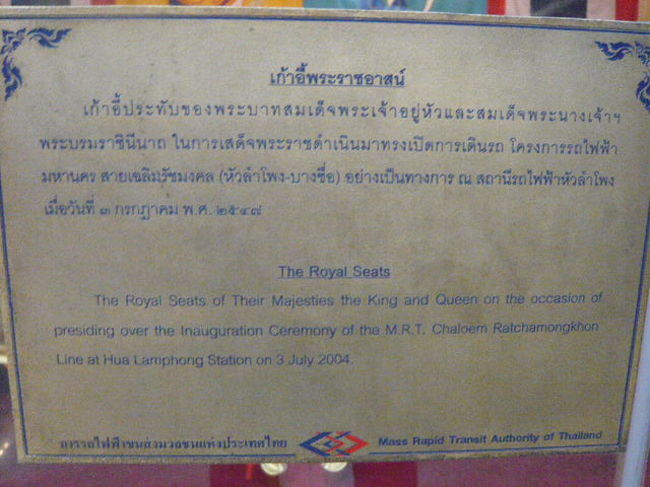 เก้าอี้พระราชอาสน์
เก้าอี้ประทับของพระบาทสมเด็จพระเจ้าอยู่หัวและสมเด็จพระนางเจ้าฯ
พระบรมราชินีนาถ ในการเสด็จพระราชดำเนินมาทรงเปิดการเดินรถ โครงการรถไฟฟ้า
มหานคร สายเฉลิมรัชมงคล (หัวลำโพง-บางซื่อ) อย่างเป็นทางการ ณ สถานีรถไฟฟ้าหัวลำโพง
เมื่อวันที่ ๓ กรกฎาคม พ.ศ. ๒๕๔๗
The Royal Seats
The Royal Seats of Their Majesties the King and Queen on the occasion of
presiding over the Inauguration Ceremony of the M.R.T. Chaloem Ratchamongkhon
Line at Hua Lamphong Station on 3 July 2004.
การรถไฟฟ้าขนส่งมวลชนแห่งประเทศไทย Mass Rapid Transit Authority of Thailand